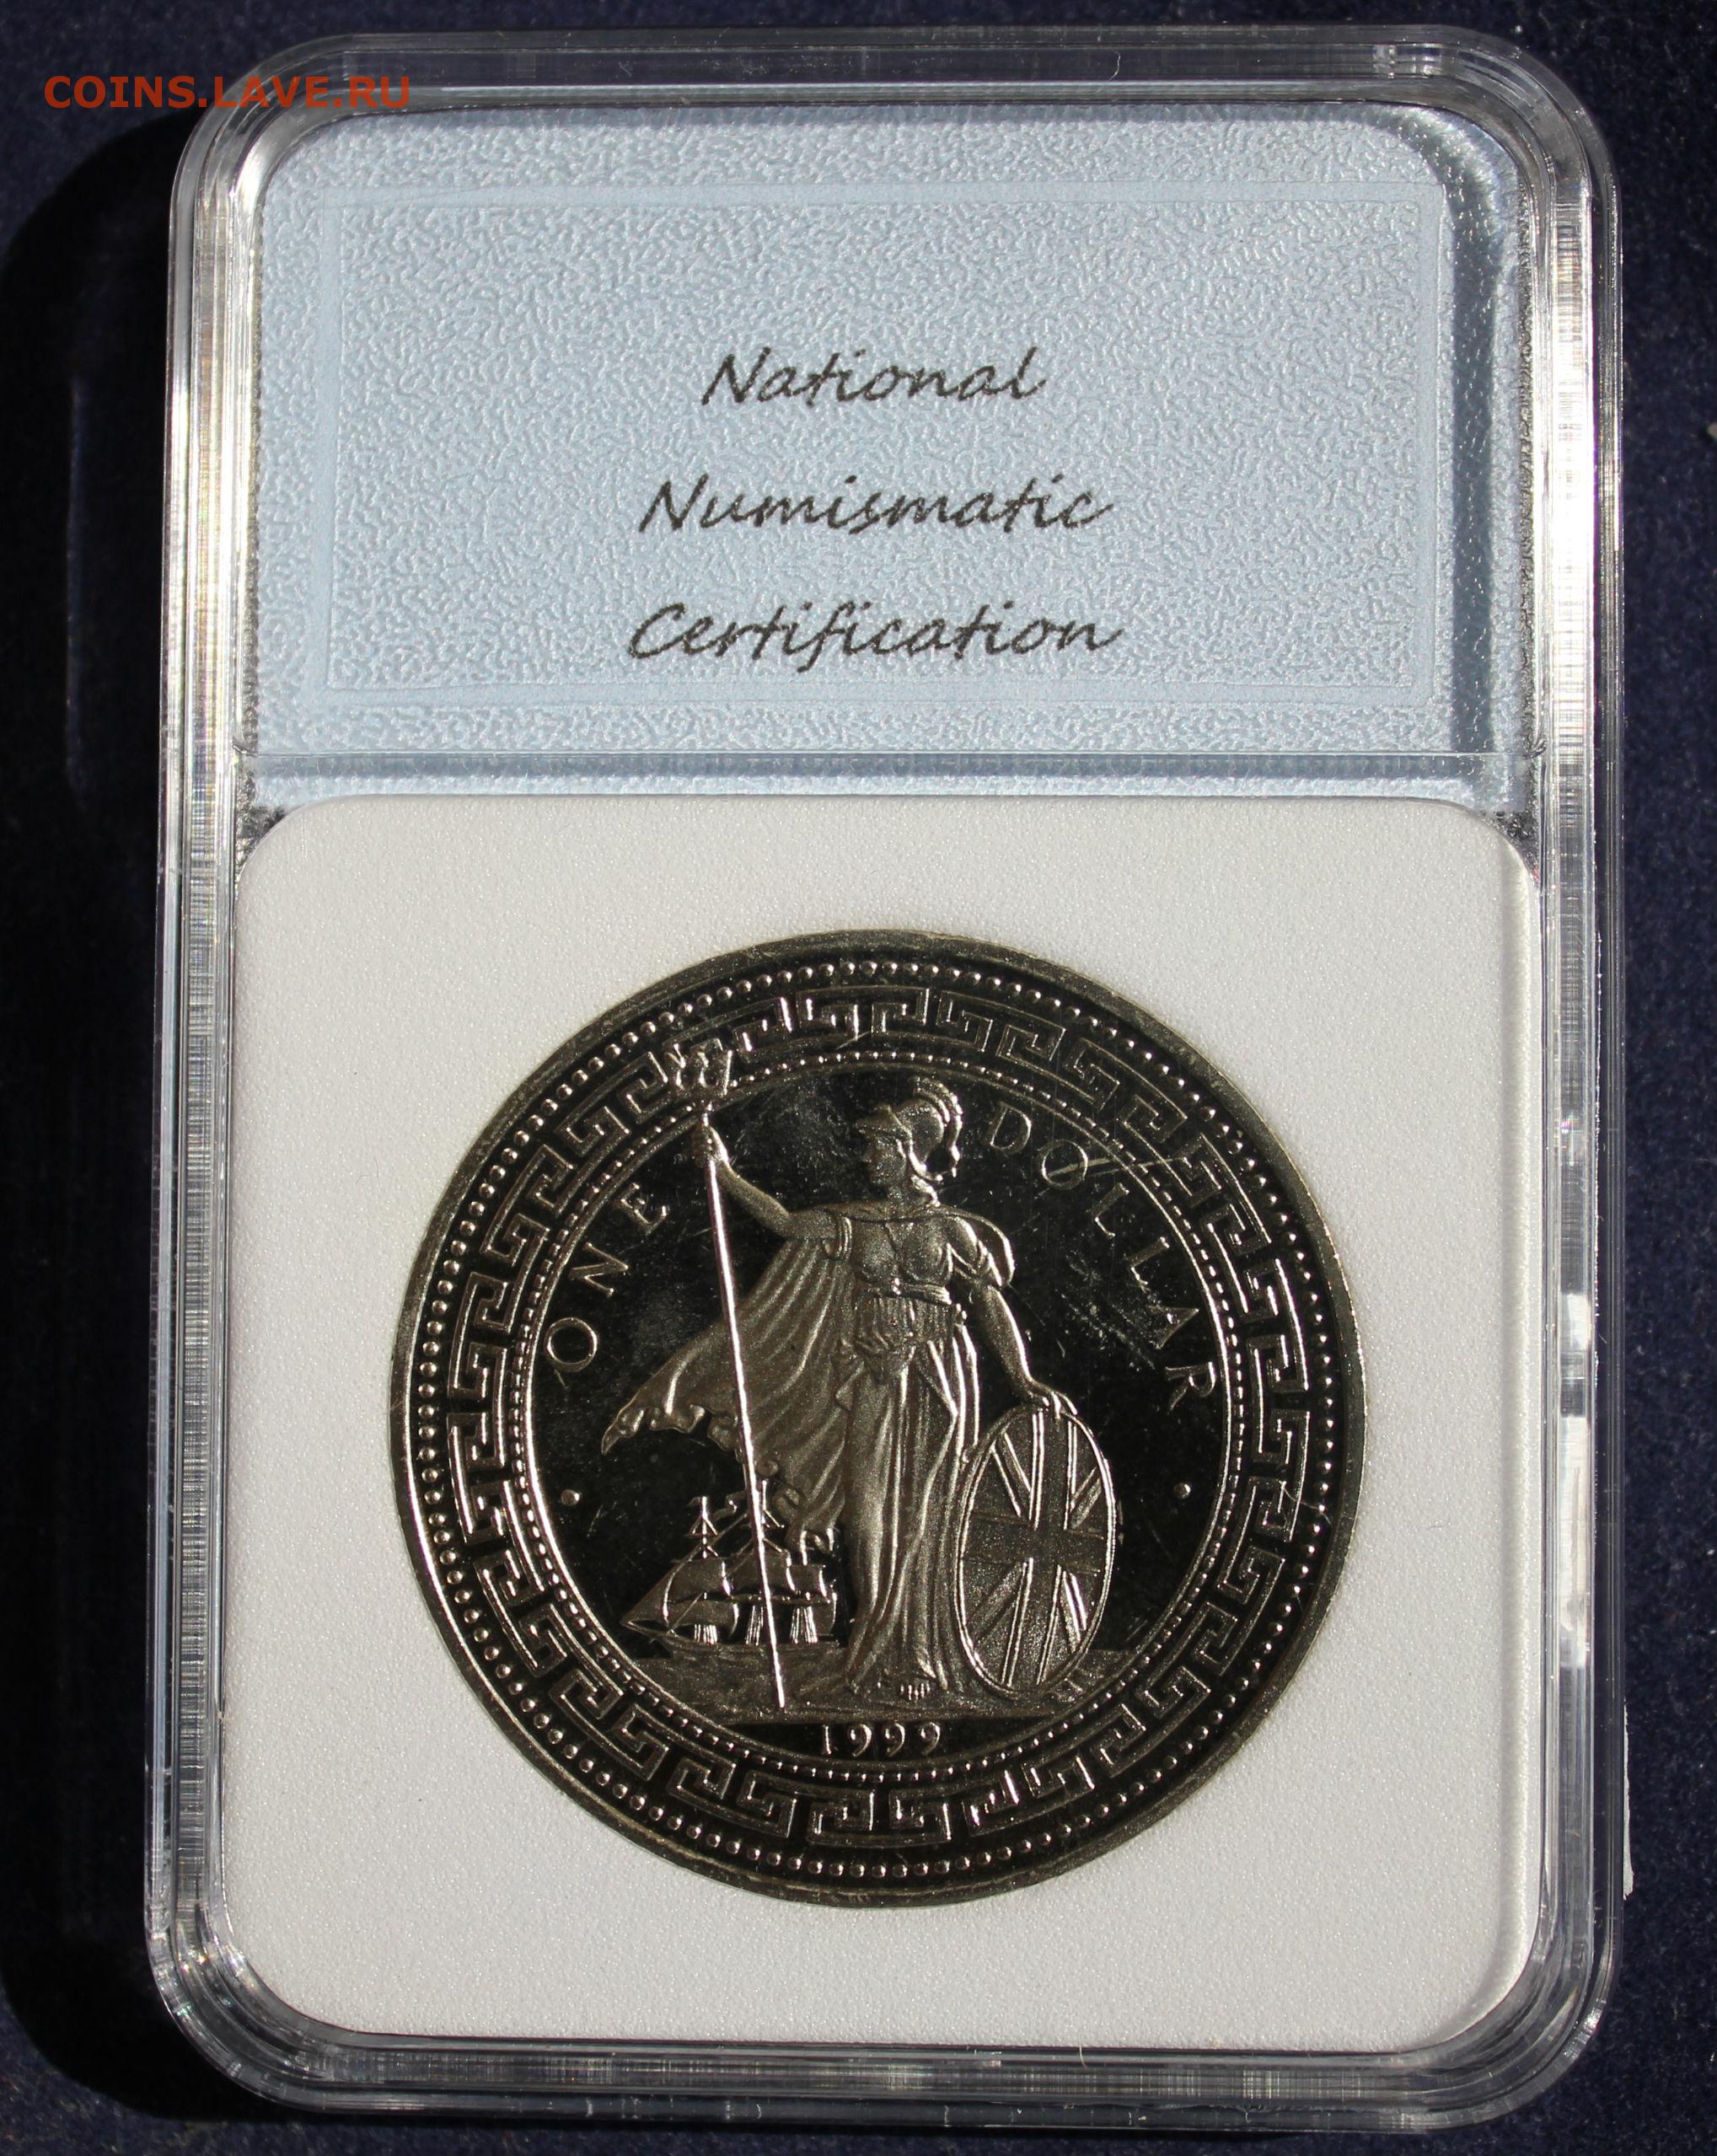 COINS.LAVE.RU
National
Numismatic
Certification
ONE DOLLAR
1999